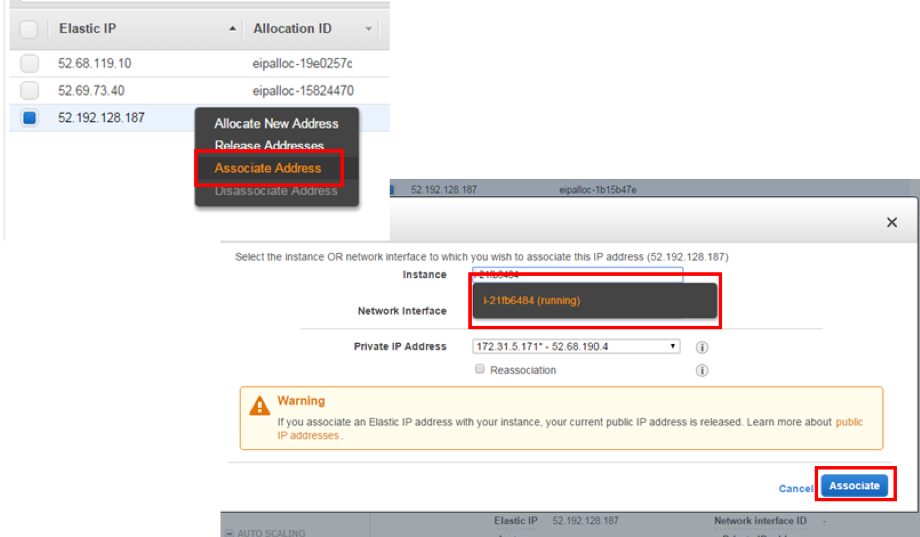 Elastic IP Allocation ID
52.68.119.10 eipalloc-19e0257c
52.69.73.40 eipalloc-15824470
52.192.128.187
Allocate New Address
Release Addresses
Associate Address
Disassociate Address
52.192.128.187 eipalloc-1b15b47e
Select the instance OR network interface to which you wish to associate this IP address (52.192.128.187)
Instance i-21fb6484
i-21fb6484 (running)
Network Interface
Private IP Address 172.31.5.171* - 52.68.190.4
Reassociation
Warning
If you associate an Elastic IP address with your instance, your current public IP address is released. Learn more about public
IP addresses.
Cancel Associate
Elastic IP 52.192.128.187 Network interface ID -
AUTO SCALING